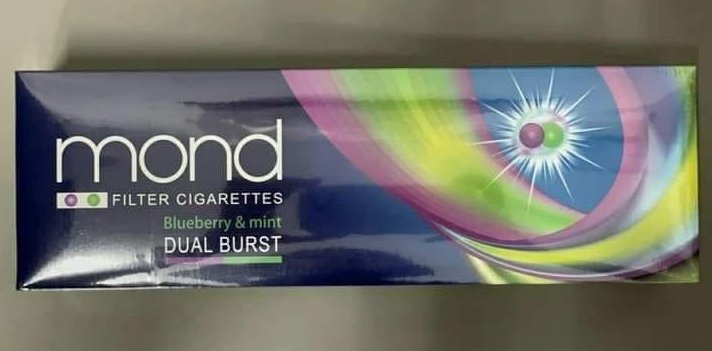 mond
FILTER CIGARETTES
Blueberry & mint
DUAL BURST